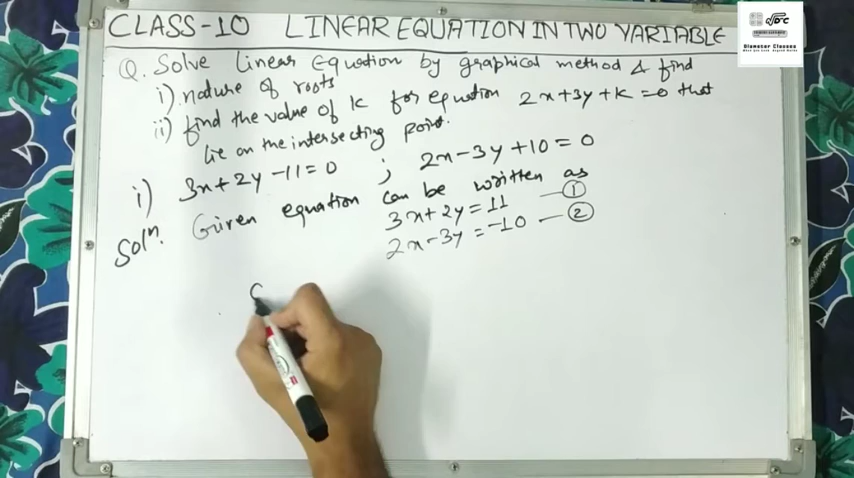 CLASS-10 LINEAR EQUATION IN TWO VARIABLE
Q. Solve linear Equation by graphical method & find
i) nature of roots
ii) find the value of k for equation 2x+3y+k=0 that
lie on the intersecting point.
i) 3x+2y-11=0 ; 2x-3y+10=0
Soln. Given equation can be written as
3x+2y=11 —①
2x-3y=-10 —②
Diameter Classes